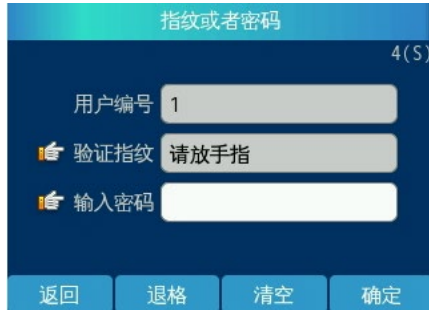 指纹或者密码
4(S)
用户编号 1
验证指纹 请放手指
输入密码
返回 退格 清空 确定